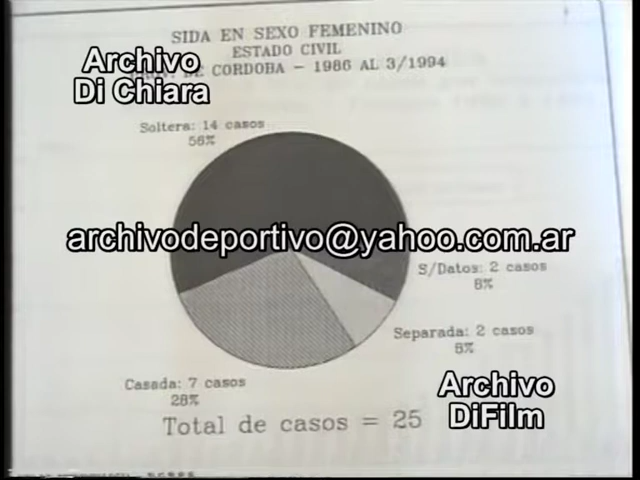 SIDA EN SEXO FEMENINO
ESTADO CIVIL
DE CORDOBA - 1986 AL 3/1994
Archivo
Di Chiara
Soltera: 14 casos
56%
archivodeportivo@yahoo.com.ar
S/Datos: 2 casos
8%
Separada: 2 casos
8%
Casada: 7 casos
28%
Archivo
DiFilm
Total de casos = 25